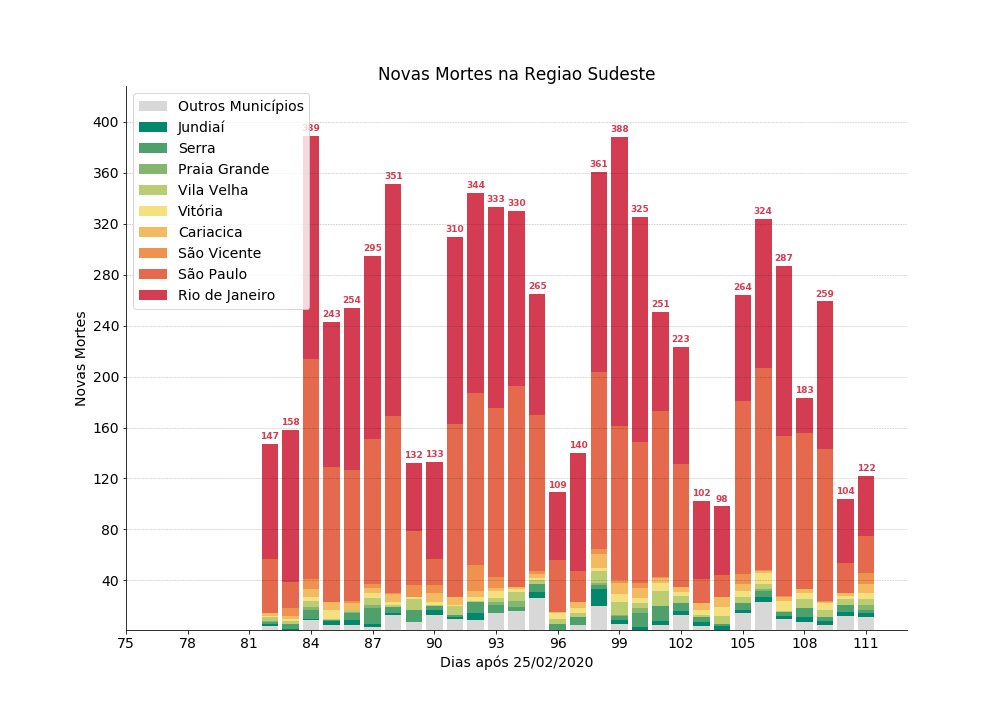 Novas Mortes na Regiao Sudeste
Outros Municípios
Jundiaí
Serra
Praia Grande
Vila Velha
Vitória
Cariacica
São Vicente
São Paulo
Rio de Janeiro
Novas Mortes
400
360
320
280
240
200
160
120
80
40
147
158
389
243
254
295
351
132
133
310
344
333
330
265
109
140
361
388
325
251
223
102
98
264
324
287
183
259
104
122
75 78 81 84 87 90 93 96 99 102 105 108 111
Dias após 25/02/2020